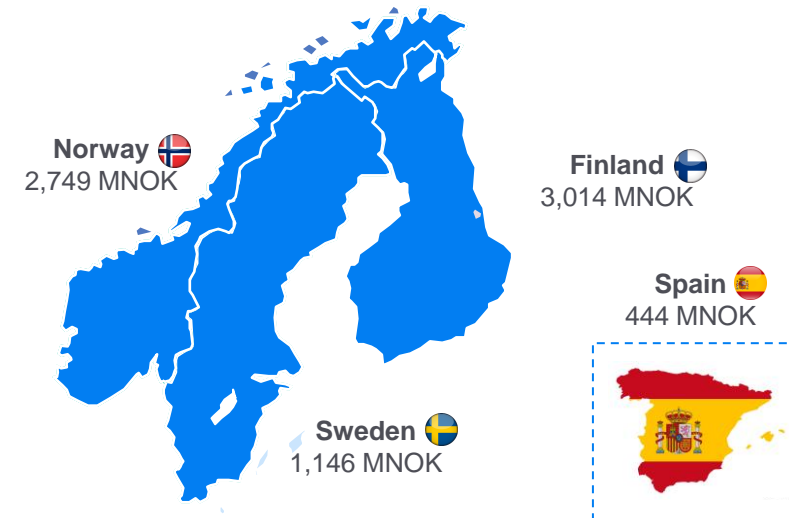 Norway
2,749 MNOK
Finland
3,014 MNOK
Spain
444 MNOK
Sweden
1,146 MNOK